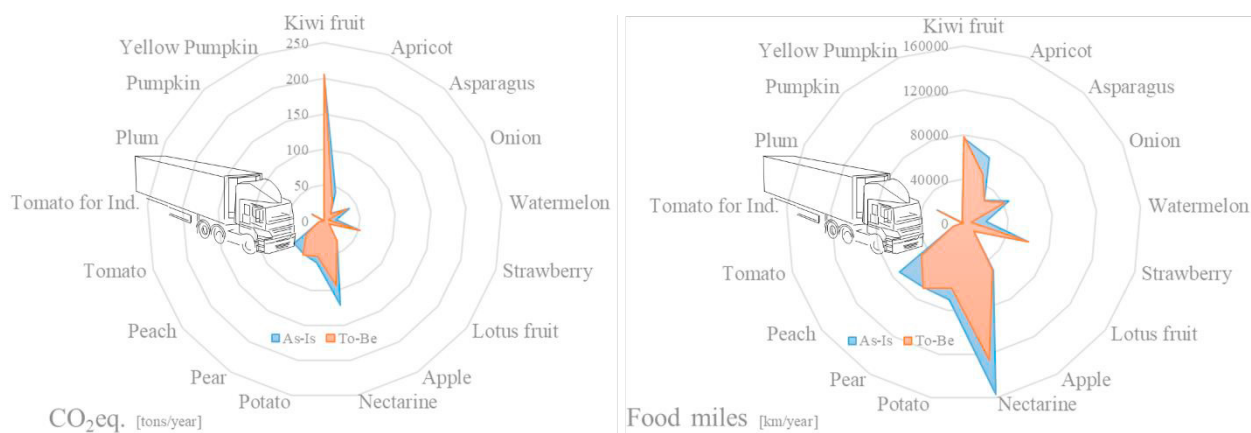 Kiwi fruit
250
Yellow Pumpkin
Apricot
200
Pumpkin
Asparagus
150
Plum
Onion
100
50
Tomato for Ind.
0
Watermelon
Tomato
Strawberry
Peach
As-Is
To-Be
Lotus fruit
Pear
Apple
Potato
Nectarine
CO₂eq. [tons/year]
Kiwi fruit
160000
Yellow Pumpkin
Apricot
120000
Pumpkin
Asparagus
80000
Plum
Onion
40000
Tomato for Ind.
0
Watermelon
Tomato
Strawberry
Peach
As-Is
To-Be
Lotus fruit
Pear
Apple
Potato
Nectarine
Food miles [km/year]